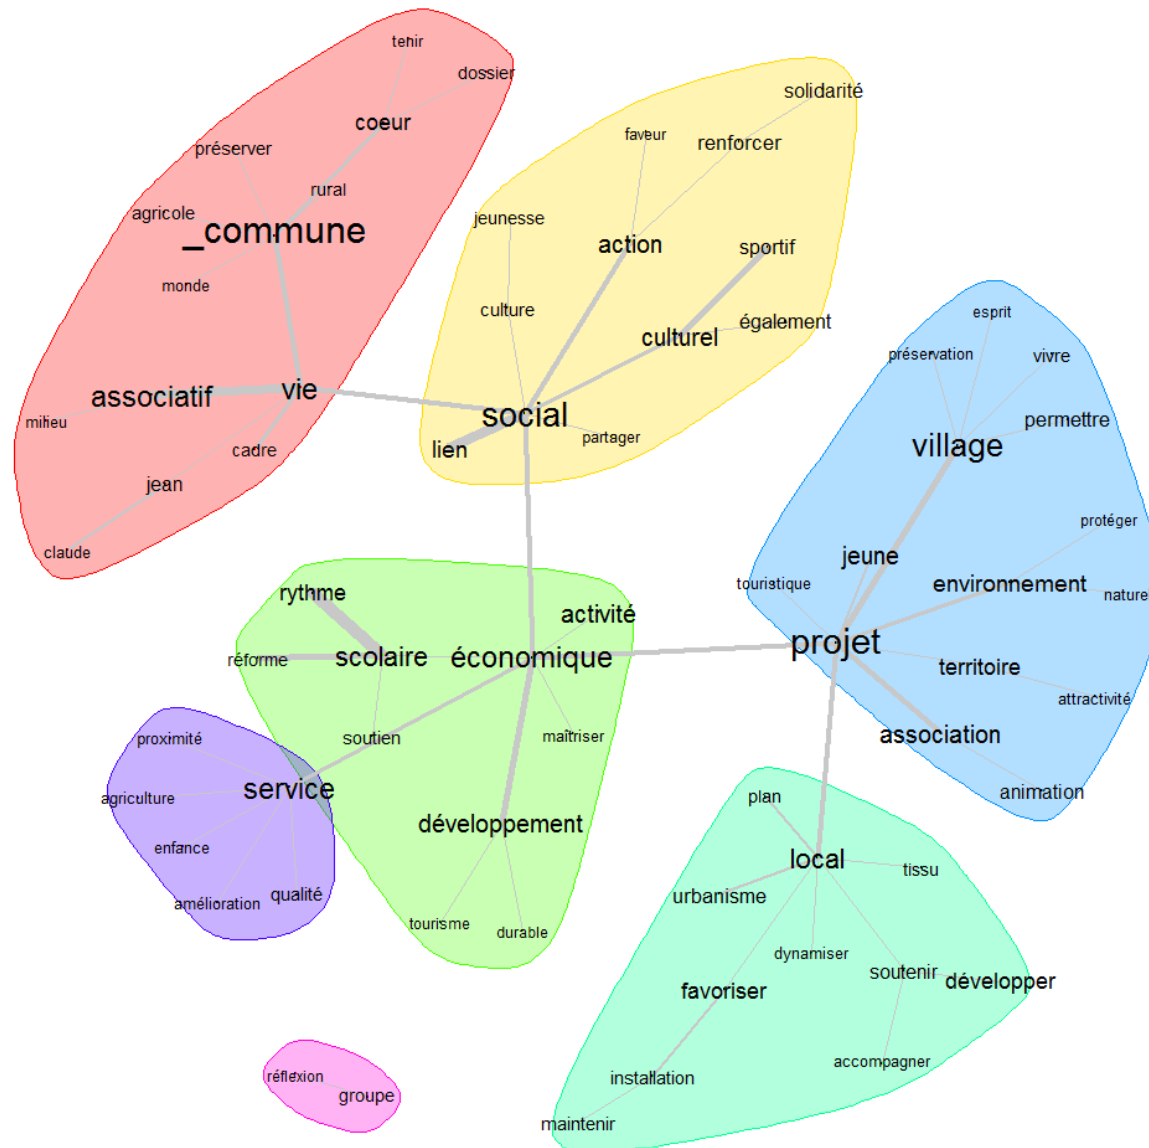 tenir
dossier
coeur
préserver
rural
agricole
_commune
monde
associatif
vie
milieu
cadre
jean
claude
solidarité
faveur
renforcer
jeunesse
action
sportif
culture
culturel
également
social
lien
partager
esprit
préservation
vivre
permettre
village
protéger
jeune
touristique
environnement
nature
projet
territoire
attractivité
association
animation
rythme
activité
réforme
scolaire
économique
soutien
maîtriser
développement
tourisme
durable
proximité
service
agriculture
enfance
amélioration
qualité
plan
local
tissu
urbanisme
dynamiser
soutenir
développer
favoriser
accompagner
installation
maintenir
réflexion
groupe